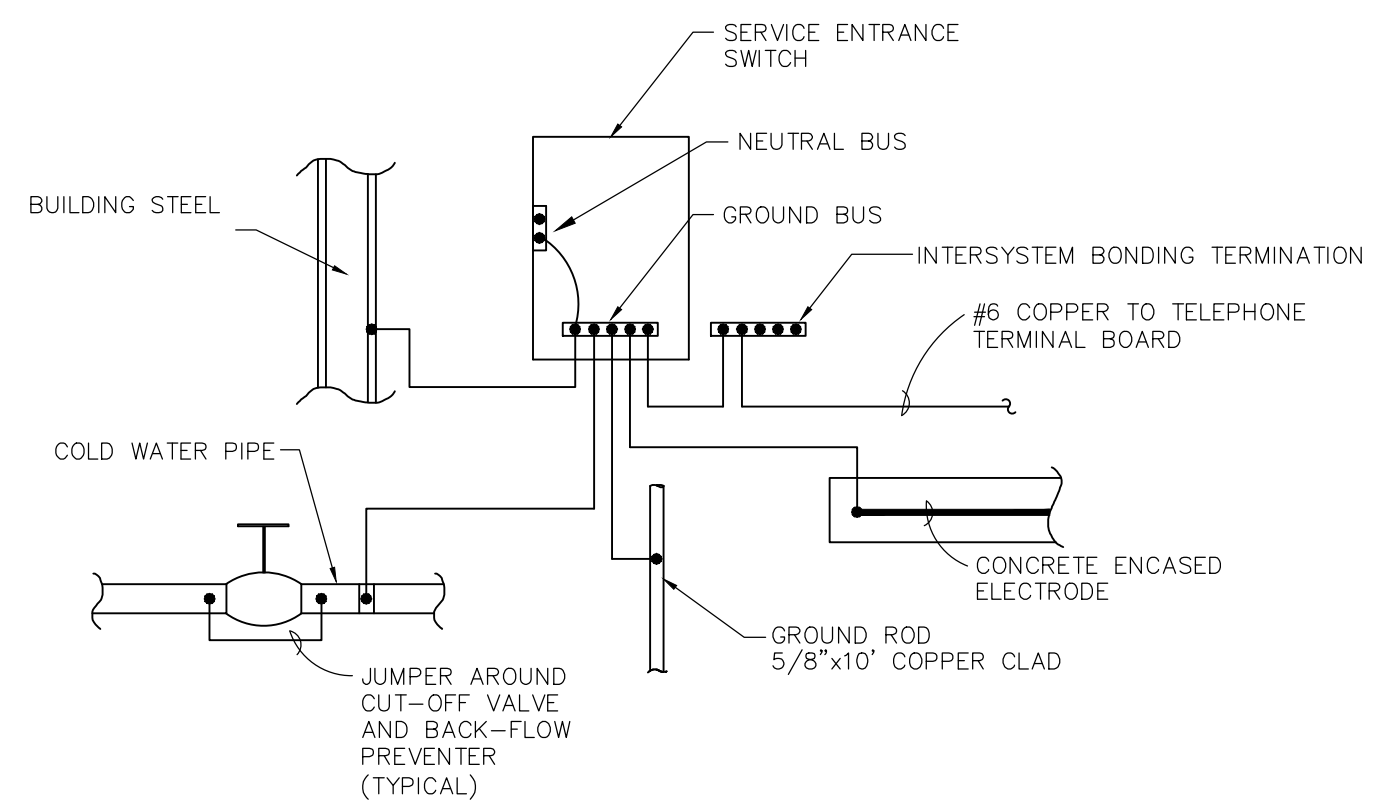 SERVICE ENTRANCE
SWITCH
NEUTRAL BUS
BUILDING STEEL
GROUND BUS
INTERSYSTEM BONDING TERMINATION
#6 COPPER TO TELEPHONE
TERMINAL BOARD
COLD WATER PIPE
CONCRETE ENCASED
ELECTRODE
GROUND ROD
5/8"x10' COPPER CLAD
JUMPER AROUND
CUT-OFF VALVE
AND BACK-FLOW
PREVENTER
(TYPICAL)